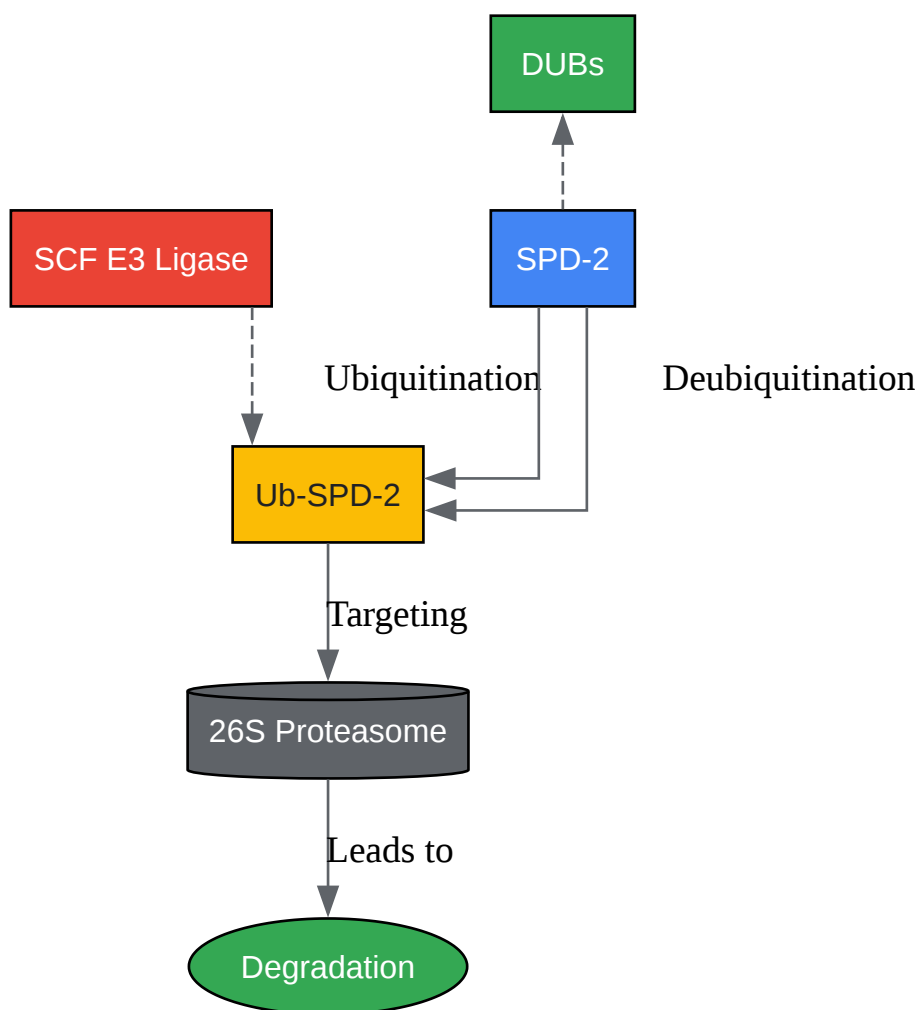 DUBs
SCF E3 Ligase
SPD-2
Ubiquitination
Deubiquitination
Ub-SPD-2
Targeting
26S Proteasome
Leads to
Degradation